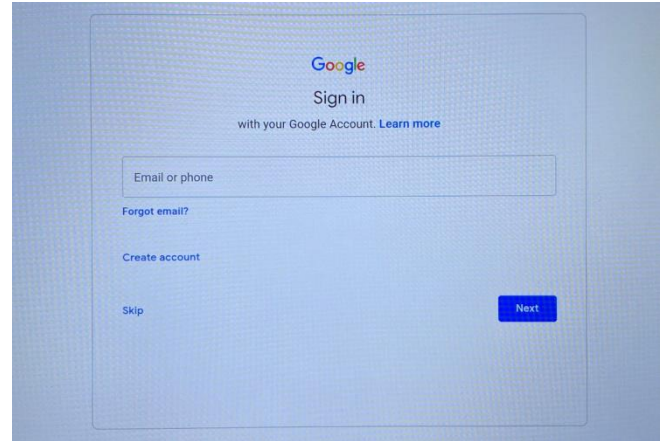 Google
Sign in
with your Google Account. Learn more
Email or phone
Forgot email?
Create account
Skip
Next